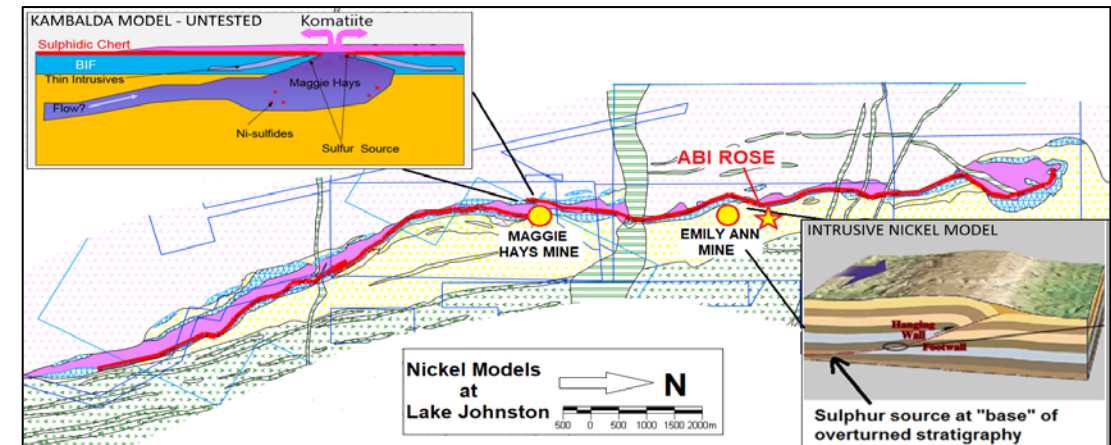 KAMBALDA MODEL - UNTESTED
Komatiite
Sulphidic Chert
BIF
Thin Intrusives
Maggie Hays
Flow?
Ni-sulfides
Sulfur Source
ABI ROSE
MAGGIE
HAYS MINE
EMILY ANN
MINE
INTRUSIVE NICKEL MODEL
Hanging
Wall
Footwall
Sulphur source at "base" of
overturned stratigraphy
Nickel Models
at
Lake Johnston
N
500 0 500 1000 1500 2000m